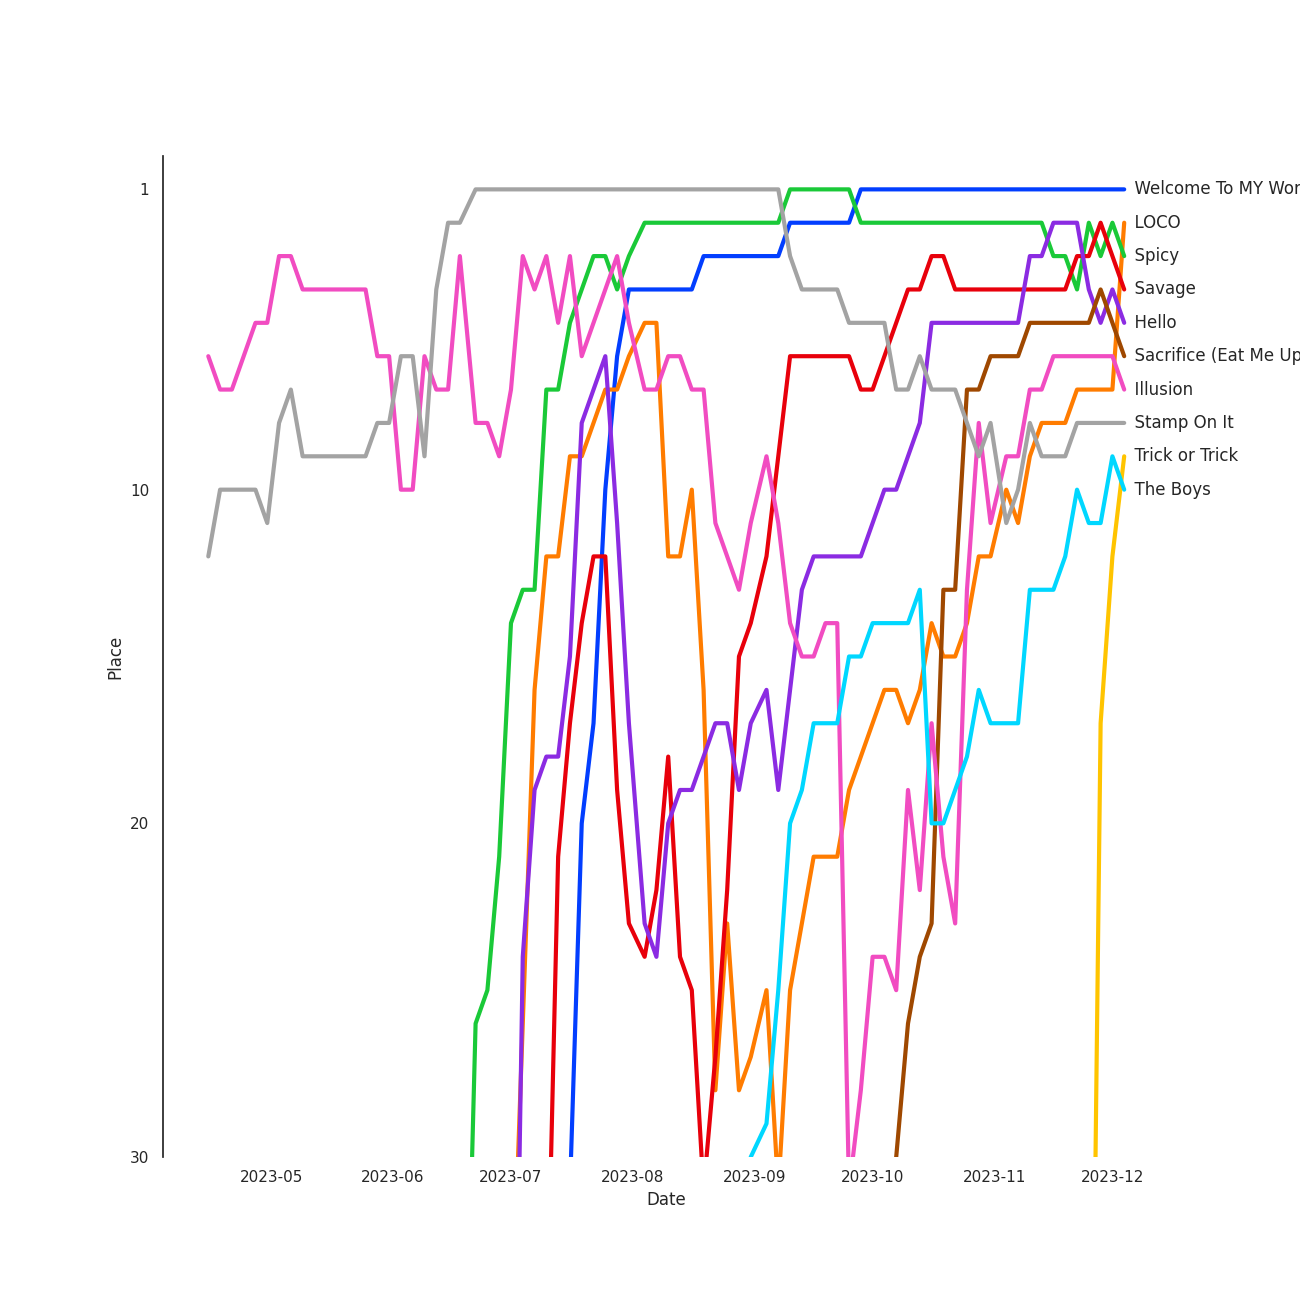 1
10
20
30
Place
2023-05
2023-06
2023-07
2023-08
2023-09
2023-10
2023-11
2023-12
Date
Welcome To MY Wor
LOCO
Spicy
Savage
Hello
Sacrifice (Eat Me Up
Illusion
Stamp On It
Trick or Trick
The Boys